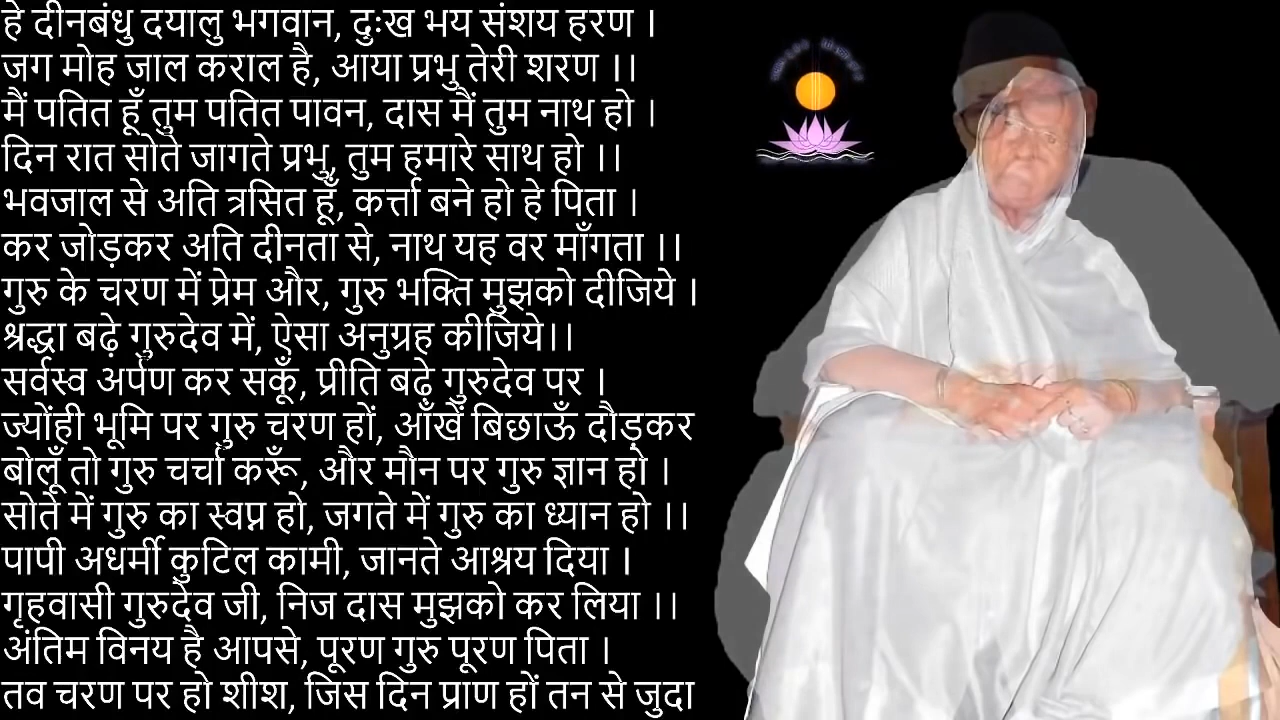 हे दीनबंधु दयालु भगवान, दुःख भय संशय हरण ।
जग मोह जाल कराल है, आया प्रभु तेरी शरण ।।
मैं पतित हूँ तुम पतित पावन, दास मैं तुम नाथ हो ।
दिन रात सोते जागते प्रभु, तुम हमारे साथ हो ।।
भवजाल से अति त्रसित हूँ, कर्त्ता बने हो हे पिता ।
कर जोड़कर अति दीनता से, नाथ यह वर माँगता ।।
गुरु के चरण में प्रेम और, गुरु भक्ति मुझको दीजिये ।
श्रद्धा बढ़े गुरुदेव में, ऐसा अनुग्रह कीजिये।।
सर्वस्व अर्पण कर सकूँ, प्रीति बढ़े गुरुदेव पर ।
ज्योंही भूमि पर गुरु चरण हों, आँखें बिछाऊँ दौड़कर
बोलूँ तो गुरु चर्चा करूँ, और मौन पर गुरु ज्ञान हो ।
सोते में गुरु का स्वप्न हो, जगते में गुरु का ध्यान हो ।।
पापी अधर्मी कुटिल कामी, जानते आश्रय दिया ।
गृहवासी गुरुदेव जी, निज दास मुझको कर लिया ।।
अंतिम विनय है आपसे, पूरण गुरु पूरण पिता ।
तव चरण पर हो शीश, जिस दिन प्राण हों तन से जुदा